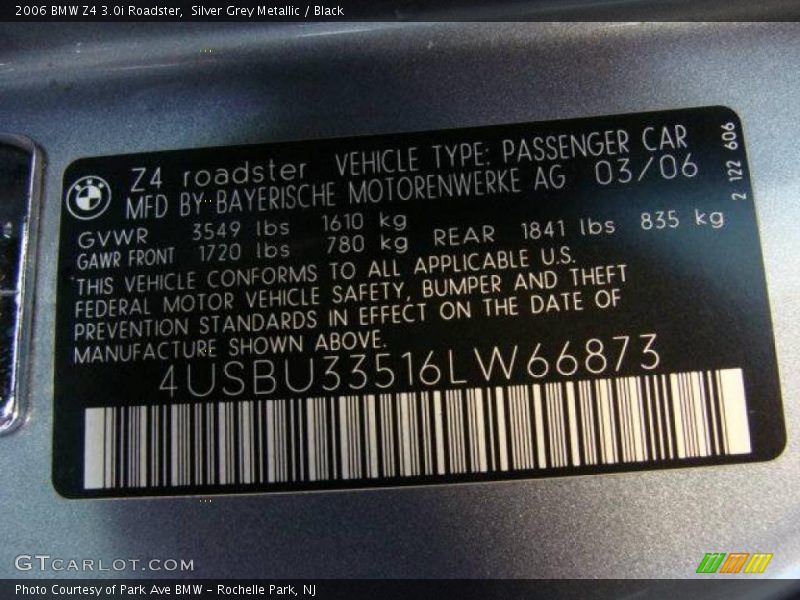 2006 BMW Z4 3.0i Roadster, Silver Grey Metallic / Black
BMW
Z4 roadster VEHICLE TYPE: PASSENGER CAR
MFD BY BAYERISCHE MOTORENWERKE AG 03/06
2 122 606
GVWR 3549 lbs 1610 kg
GAWR FRONT 1720 lbs 780 kg REAR 1841 lbs 835 kg
THIS VEHICLE CONFORMS TO ALL APPLICABLE U.S.
FEDERAL MOTOR VEHICLE SAFETY, BUMPER AND THEFT
PREVENTION STANDARDS IN EFFECT ON THE DATE OF
MANUFACTURE SHOWN ABOVE.
4USBU33516LW66873
GTCARLOT.COM
Photo Courtesy of Park Ave BMW - Rochelle Park, NJ